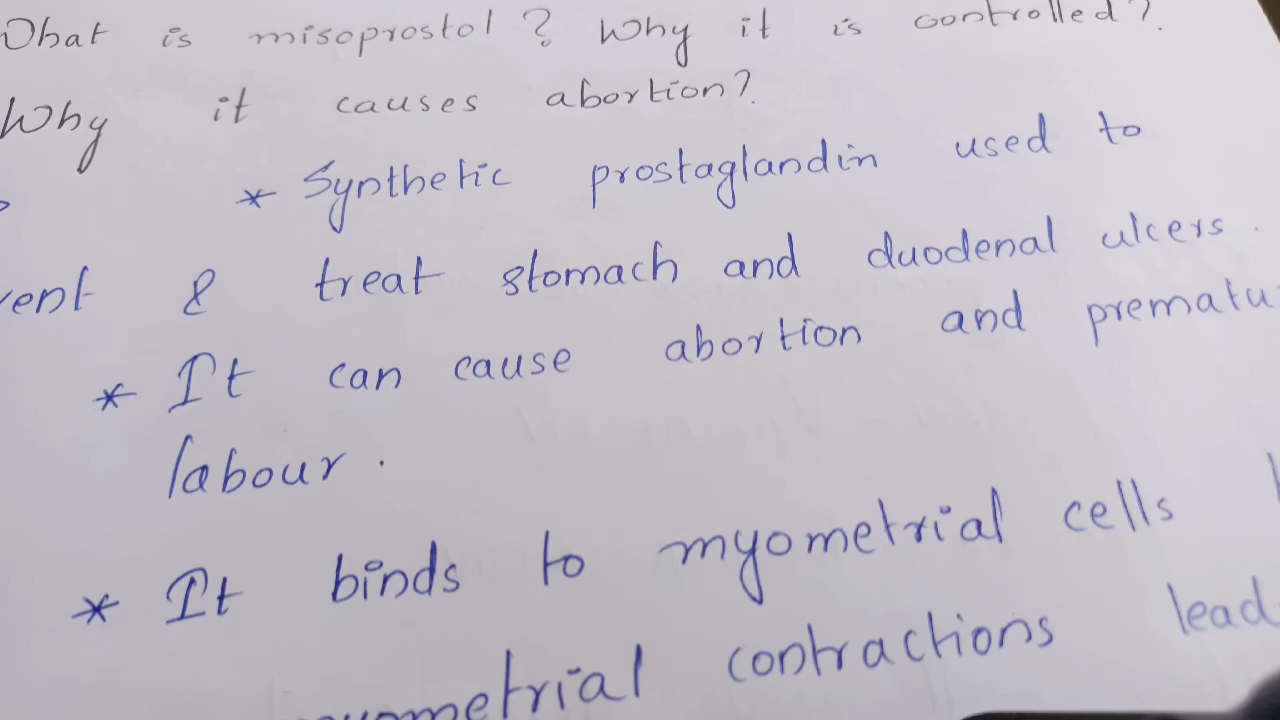 What is misoprostol? Why it is controlled?
Why it causes abortion?
* Synthetic prostaglandin used to
vent & treat stomach and duodenal ulcers.
* It can cause abortion and prematu
labour.
* It binds to myometrial cells
ometrial contractions lead